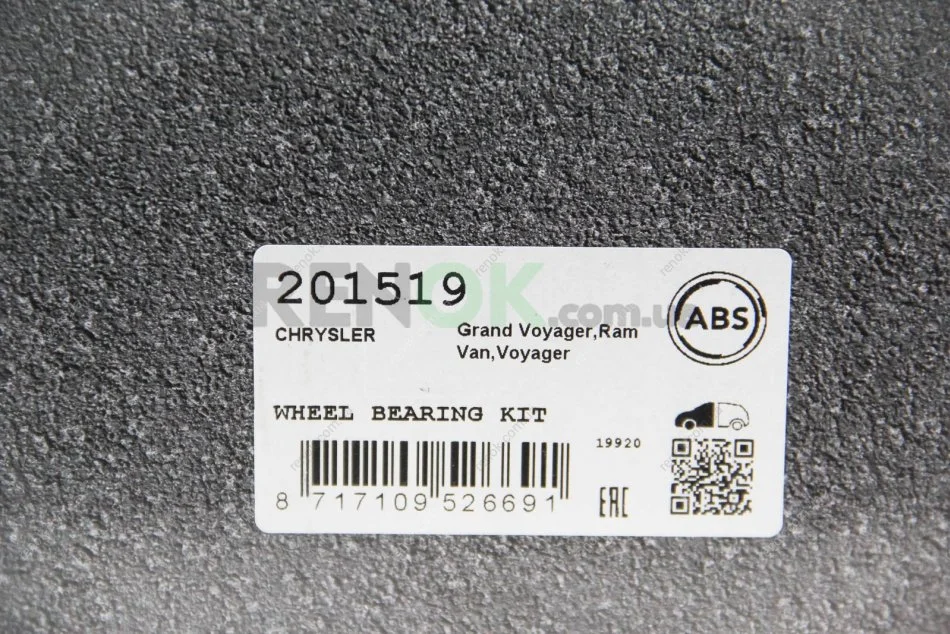 201519
RENOK.com.ua
ABS
CHRYSLER
Grand Voyager,Ram
Van,Voyager
WHEEL BEARING KIT
19920
8 717109 526691
EAC